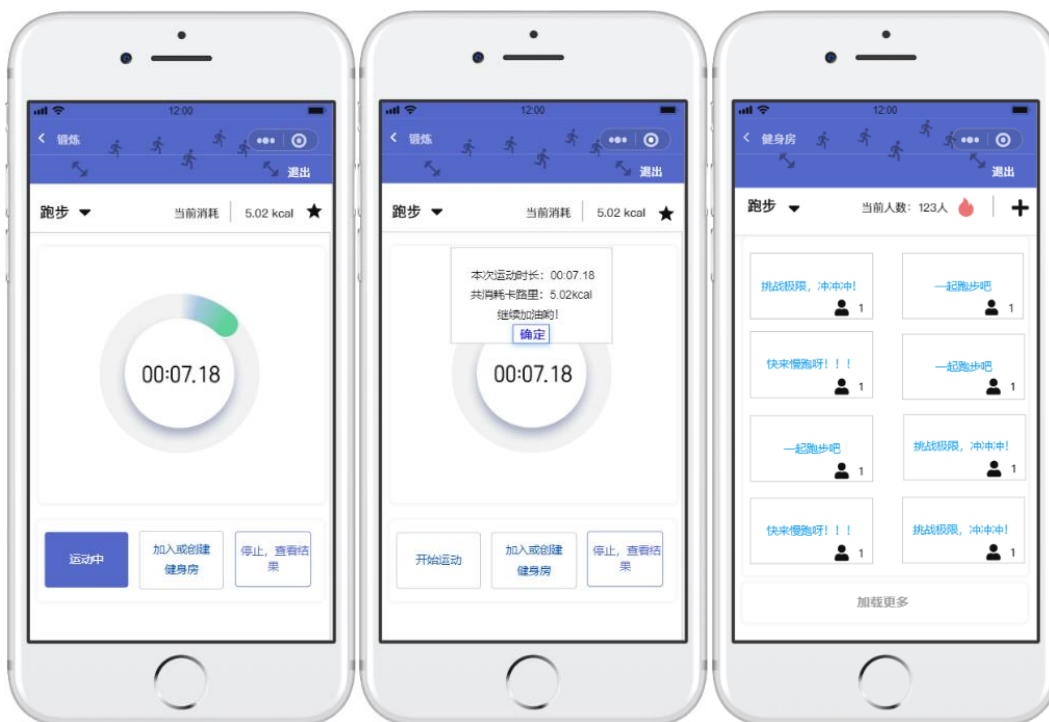 12:00
锻炼
退出
跑步
当前消耗
5.02 kcal
00:07.18
运动中
加入或创建
健身房
停止，查看结
果
12:00
锻炼
退出
跑步
当前消耗
5.02 kcal
本次运动时长：00:07.18
共消耗卡路里：5.02kcal
继续加油哟！
确定
00:07.18
开始运动
加入或创建
健身房
停止，查看结
果
12:00
健身房
退出
跑步
当前人数：123人
挑战极限，冲冲冲！
1
一起跑步吧
1
快来慢跑呀！！！
1
一起跑步吧
1
一起跑步吧
1
挑战极限，冲冲冲！
1
快来慢跑呀！！！
1
挑战极限，冲冲冲！
1
加载更多